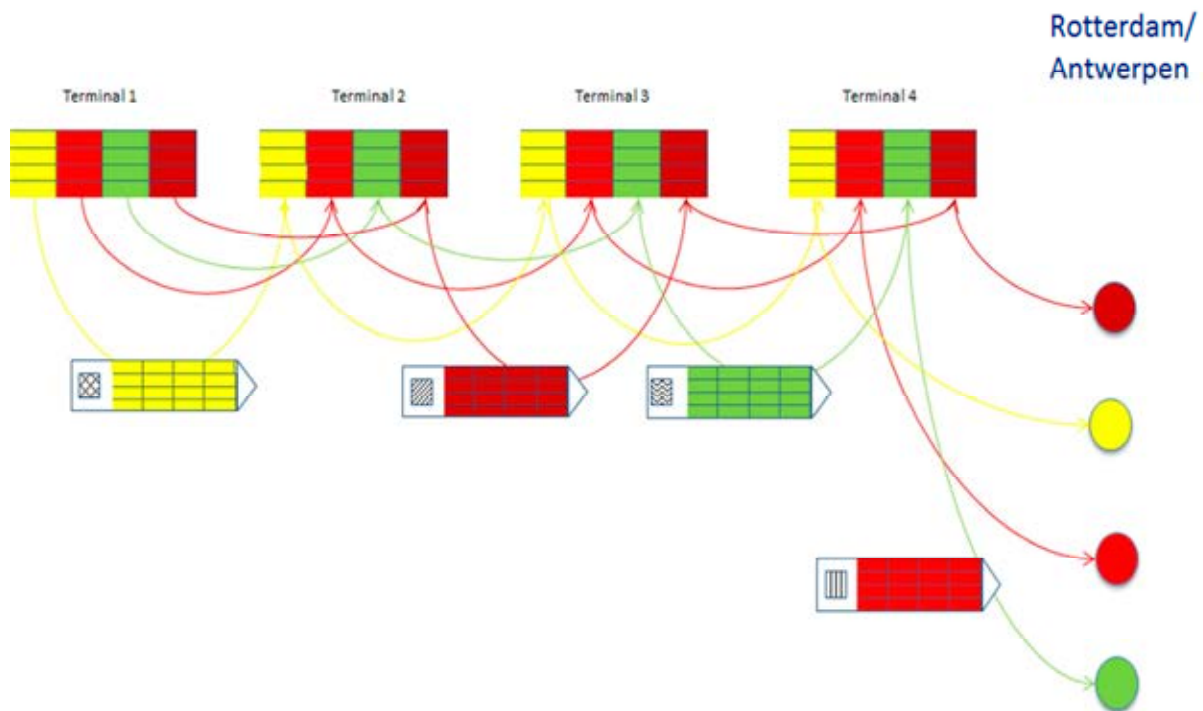 Rotterdam/
Antwerpen
Terminal 1
Terminal 2
Terminal 3
Terminal 4